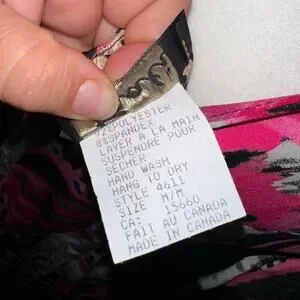 92%POLYESTER
8%SPANDEX
LAVER A LA MAIN
SUSPENDRE POUR
SECHER
HAND WASH
HANG TO DRY
STYLE 4611
SIZE M/M
CA: 15660
FAIT AU CANADA
MADE IN CANADA